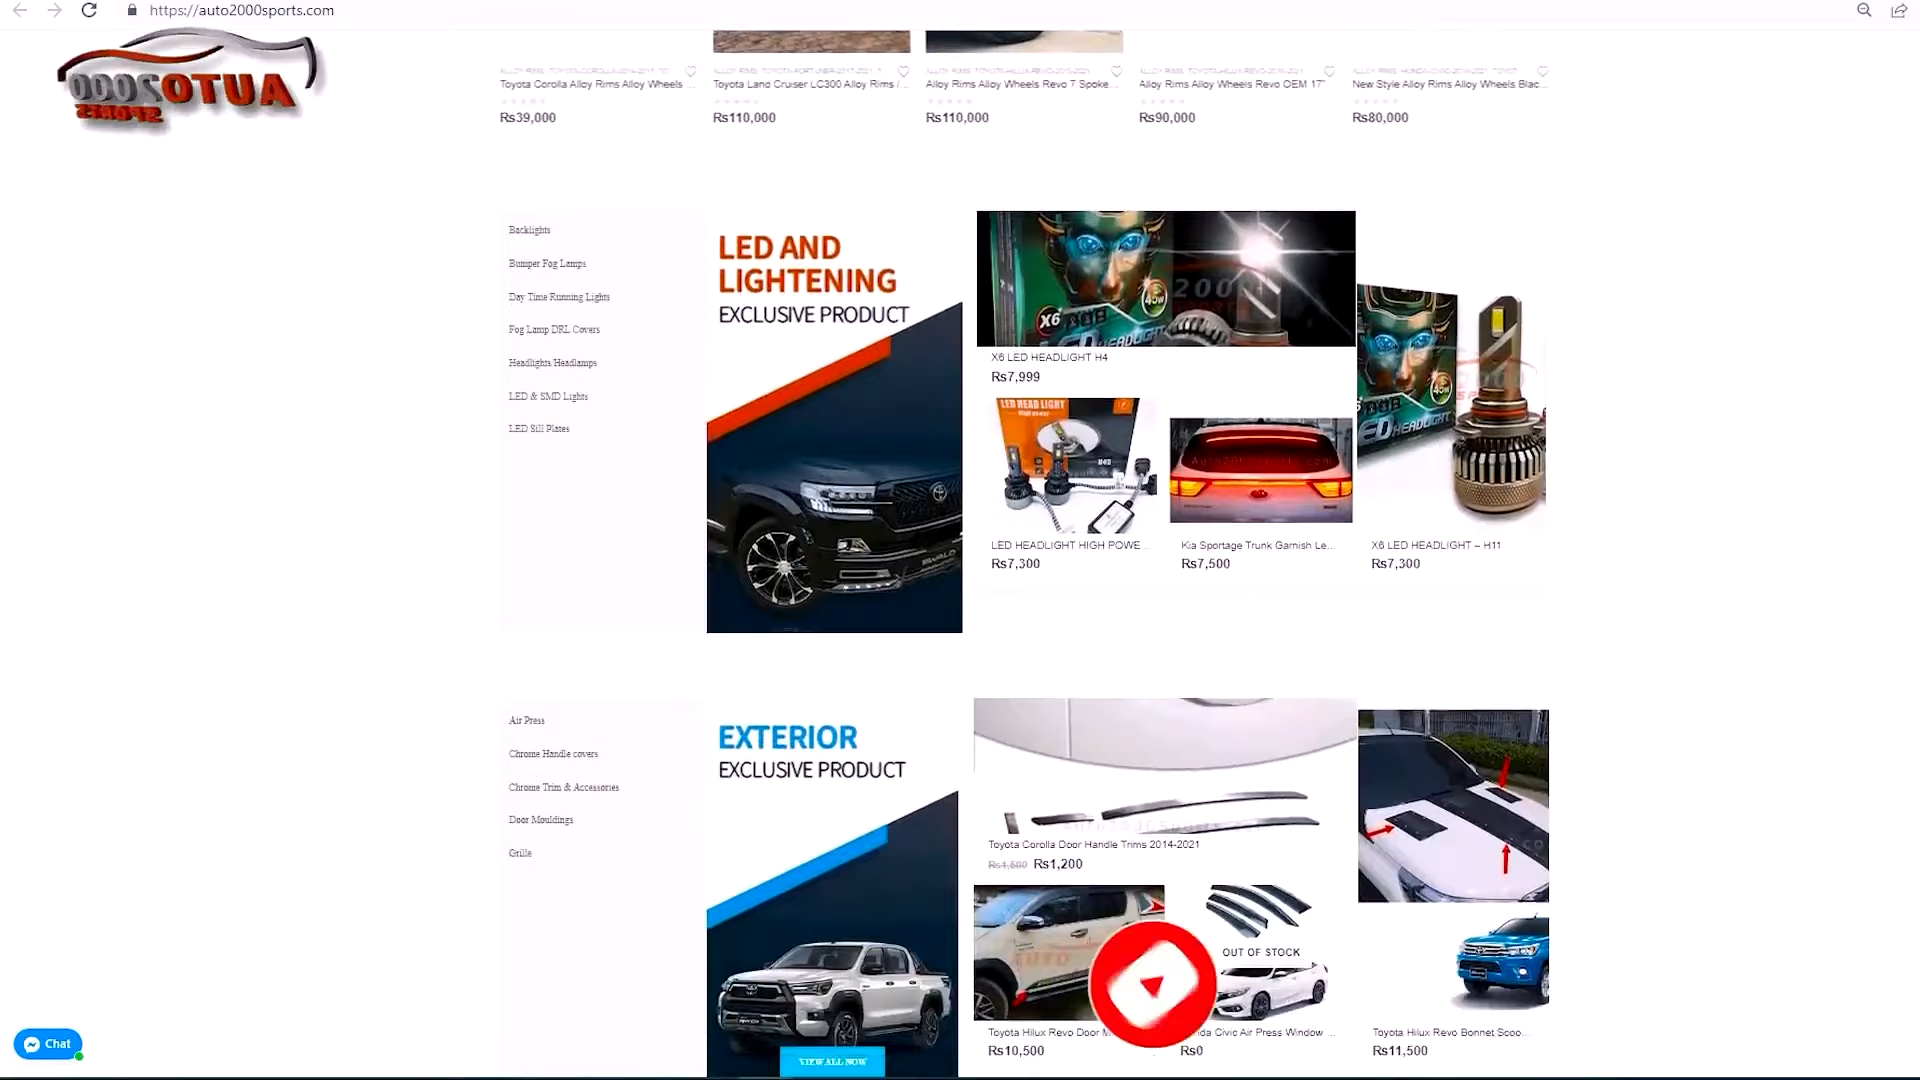 https://auto2000sports.com
AUTO2000
SPORTS
Toyota Corolla Alloy Rims Alloy Wheels ...
Toyota Land Cruiser LC300 Alloy Rims /...
Alloy Rims Alloy Wheels Revo 7 Spoke...
Alloy Rims Alloy Wheels Revo OEM 17"
New Style Alloy Rims Alloy Wheels Blac...
Rs39,000
Rs110,000
Rs110,000
Rs90,000
Rs80,000
Backlights
Bumper Fog Lamps
Day Time Running Lights
Fog Lamp DRL Covers
Headlights Headlamps
LED & SMD Lights
LED Sill Plates
LED AND
LIGHTENING
EXCLUSIVE PRODUCT
X6
40W
X6 LED HEADLIGHT H4
Rs7,999
LED HEAD LIGHT
LED HEADLIGHT HIGH POWE...
Rs7,300
Kia Sportage Trunk Garnish Le...
Rs7,500
40W
X6 LED HEADLIGHT – H11
Rs7,300
Air Press
Chrome Handle covers
Chrome Trim & Accessories
Door Mouldings
Grille
EXTERIOR
EXCLUSIVE PRODUCT
VIEW ALL NOW
Toyota Corolla Door Handle Trims 2014-2021
Rs1,500 Rs1,200
Toyota Hilux Revo Door M
Rs10,500
OUT OF STOCK
nda Civic Air Press Window ...
Rs0
Toyota Hilux Revo Bonnet Scoo...
Rs11,500
Chat